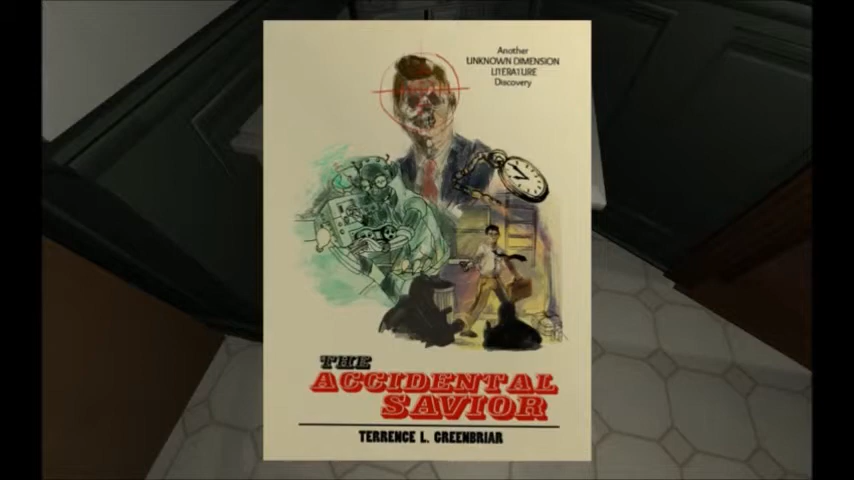 Another
UNKNOWN DIMENSION
LITERATURE
Discovery
THE
ACCIDENTAL
SAVIOR
TERRENCE L. GREENBRIAR